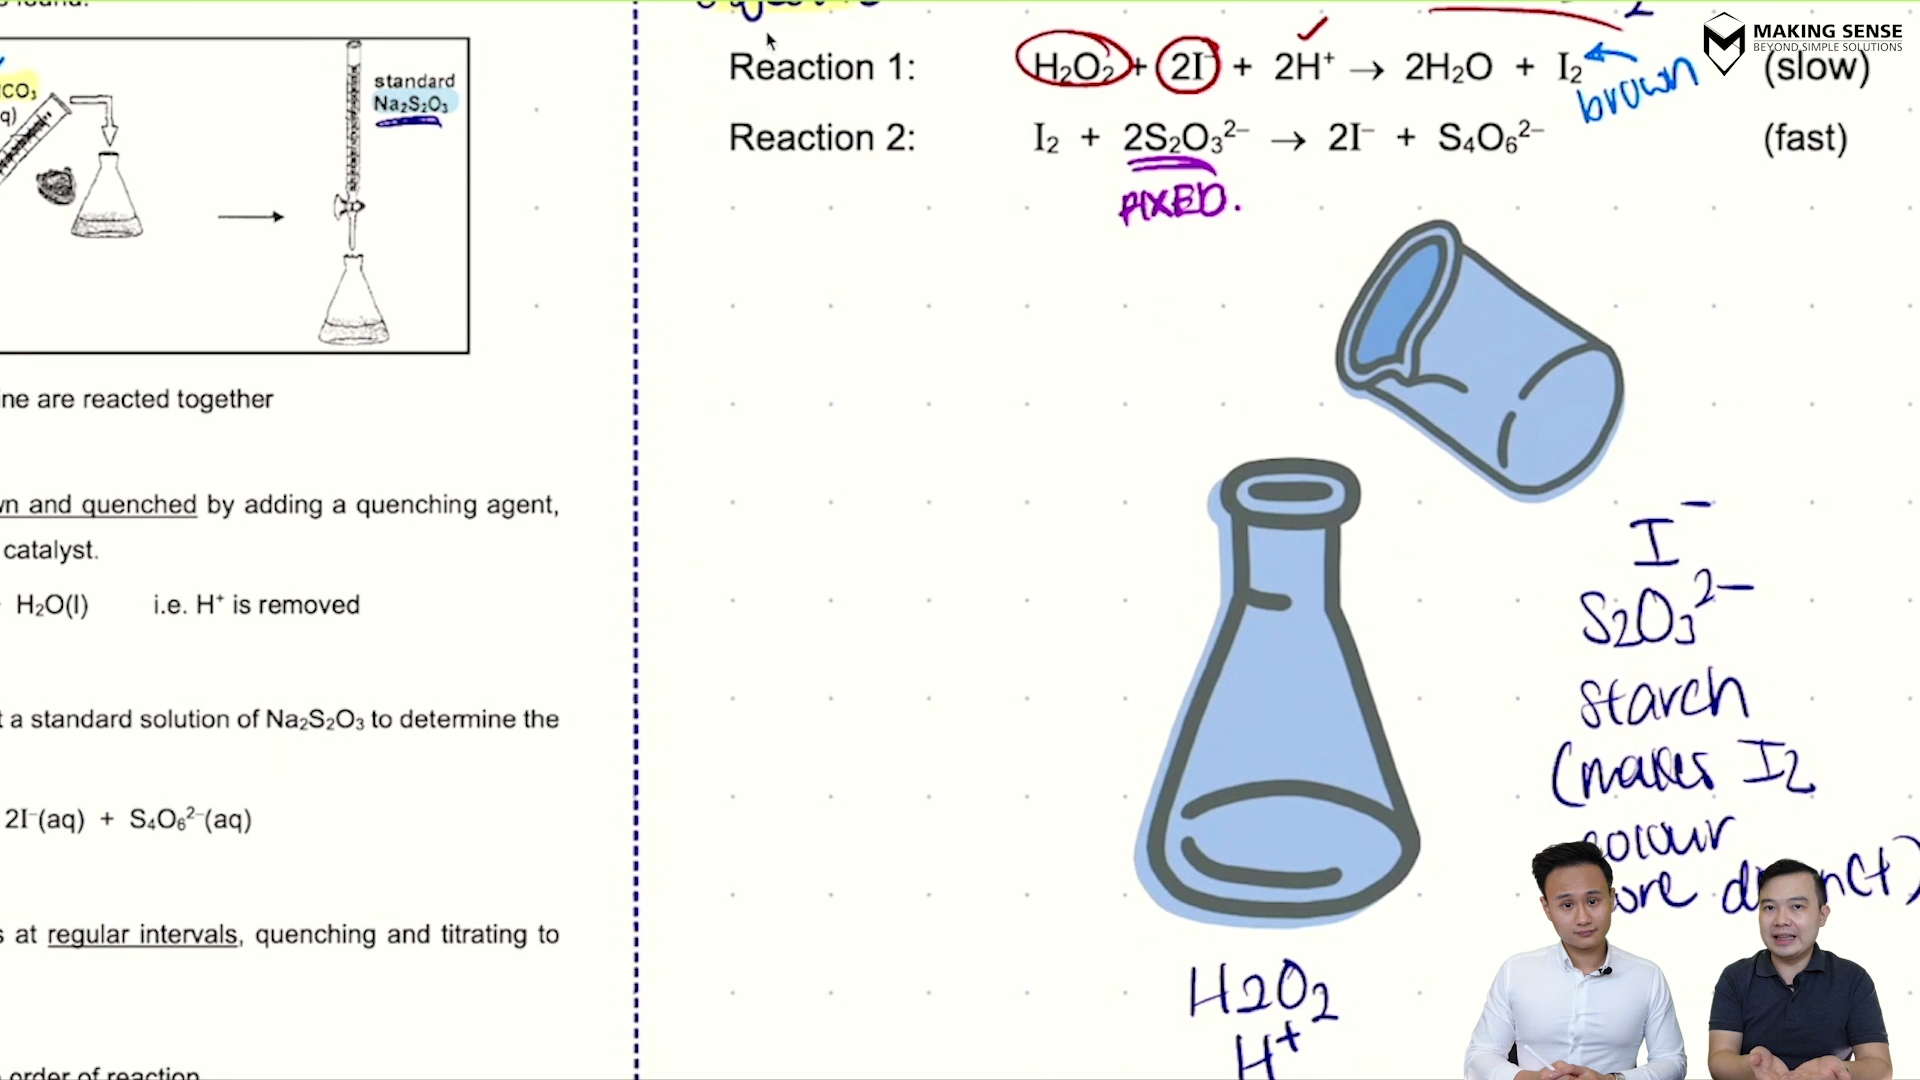 standard
Na₂S₂O₃
CO₃
q)
ine are reacted together
wn and quenched by adding a quenching agent,
catalyst.
H₂O(l) i.e. H⁺ is removed
t a standard solution of Na₂S₂O₃ to determine the
2I⁻(aq) + S₄O₆²⁻(aq)
s at regular intervals, quenching and titrating to
order of reaction
MAKING SENSE
BEYOND SIMPLE SOLUTIONS
Reaction 1: H₂O₂ + 2I⁻ + 2H⁺ → 2H₂O + I₂ (slow)
brown
Reaction 2: I₂ + 2S₂O₃²⁻ → 2I⁻ + S₄O₆²⁻ (fast)
FIXED.
I⁻
S₂O₃²⁻
starch
(makes I₂
colour
H₂O₂
H⁺